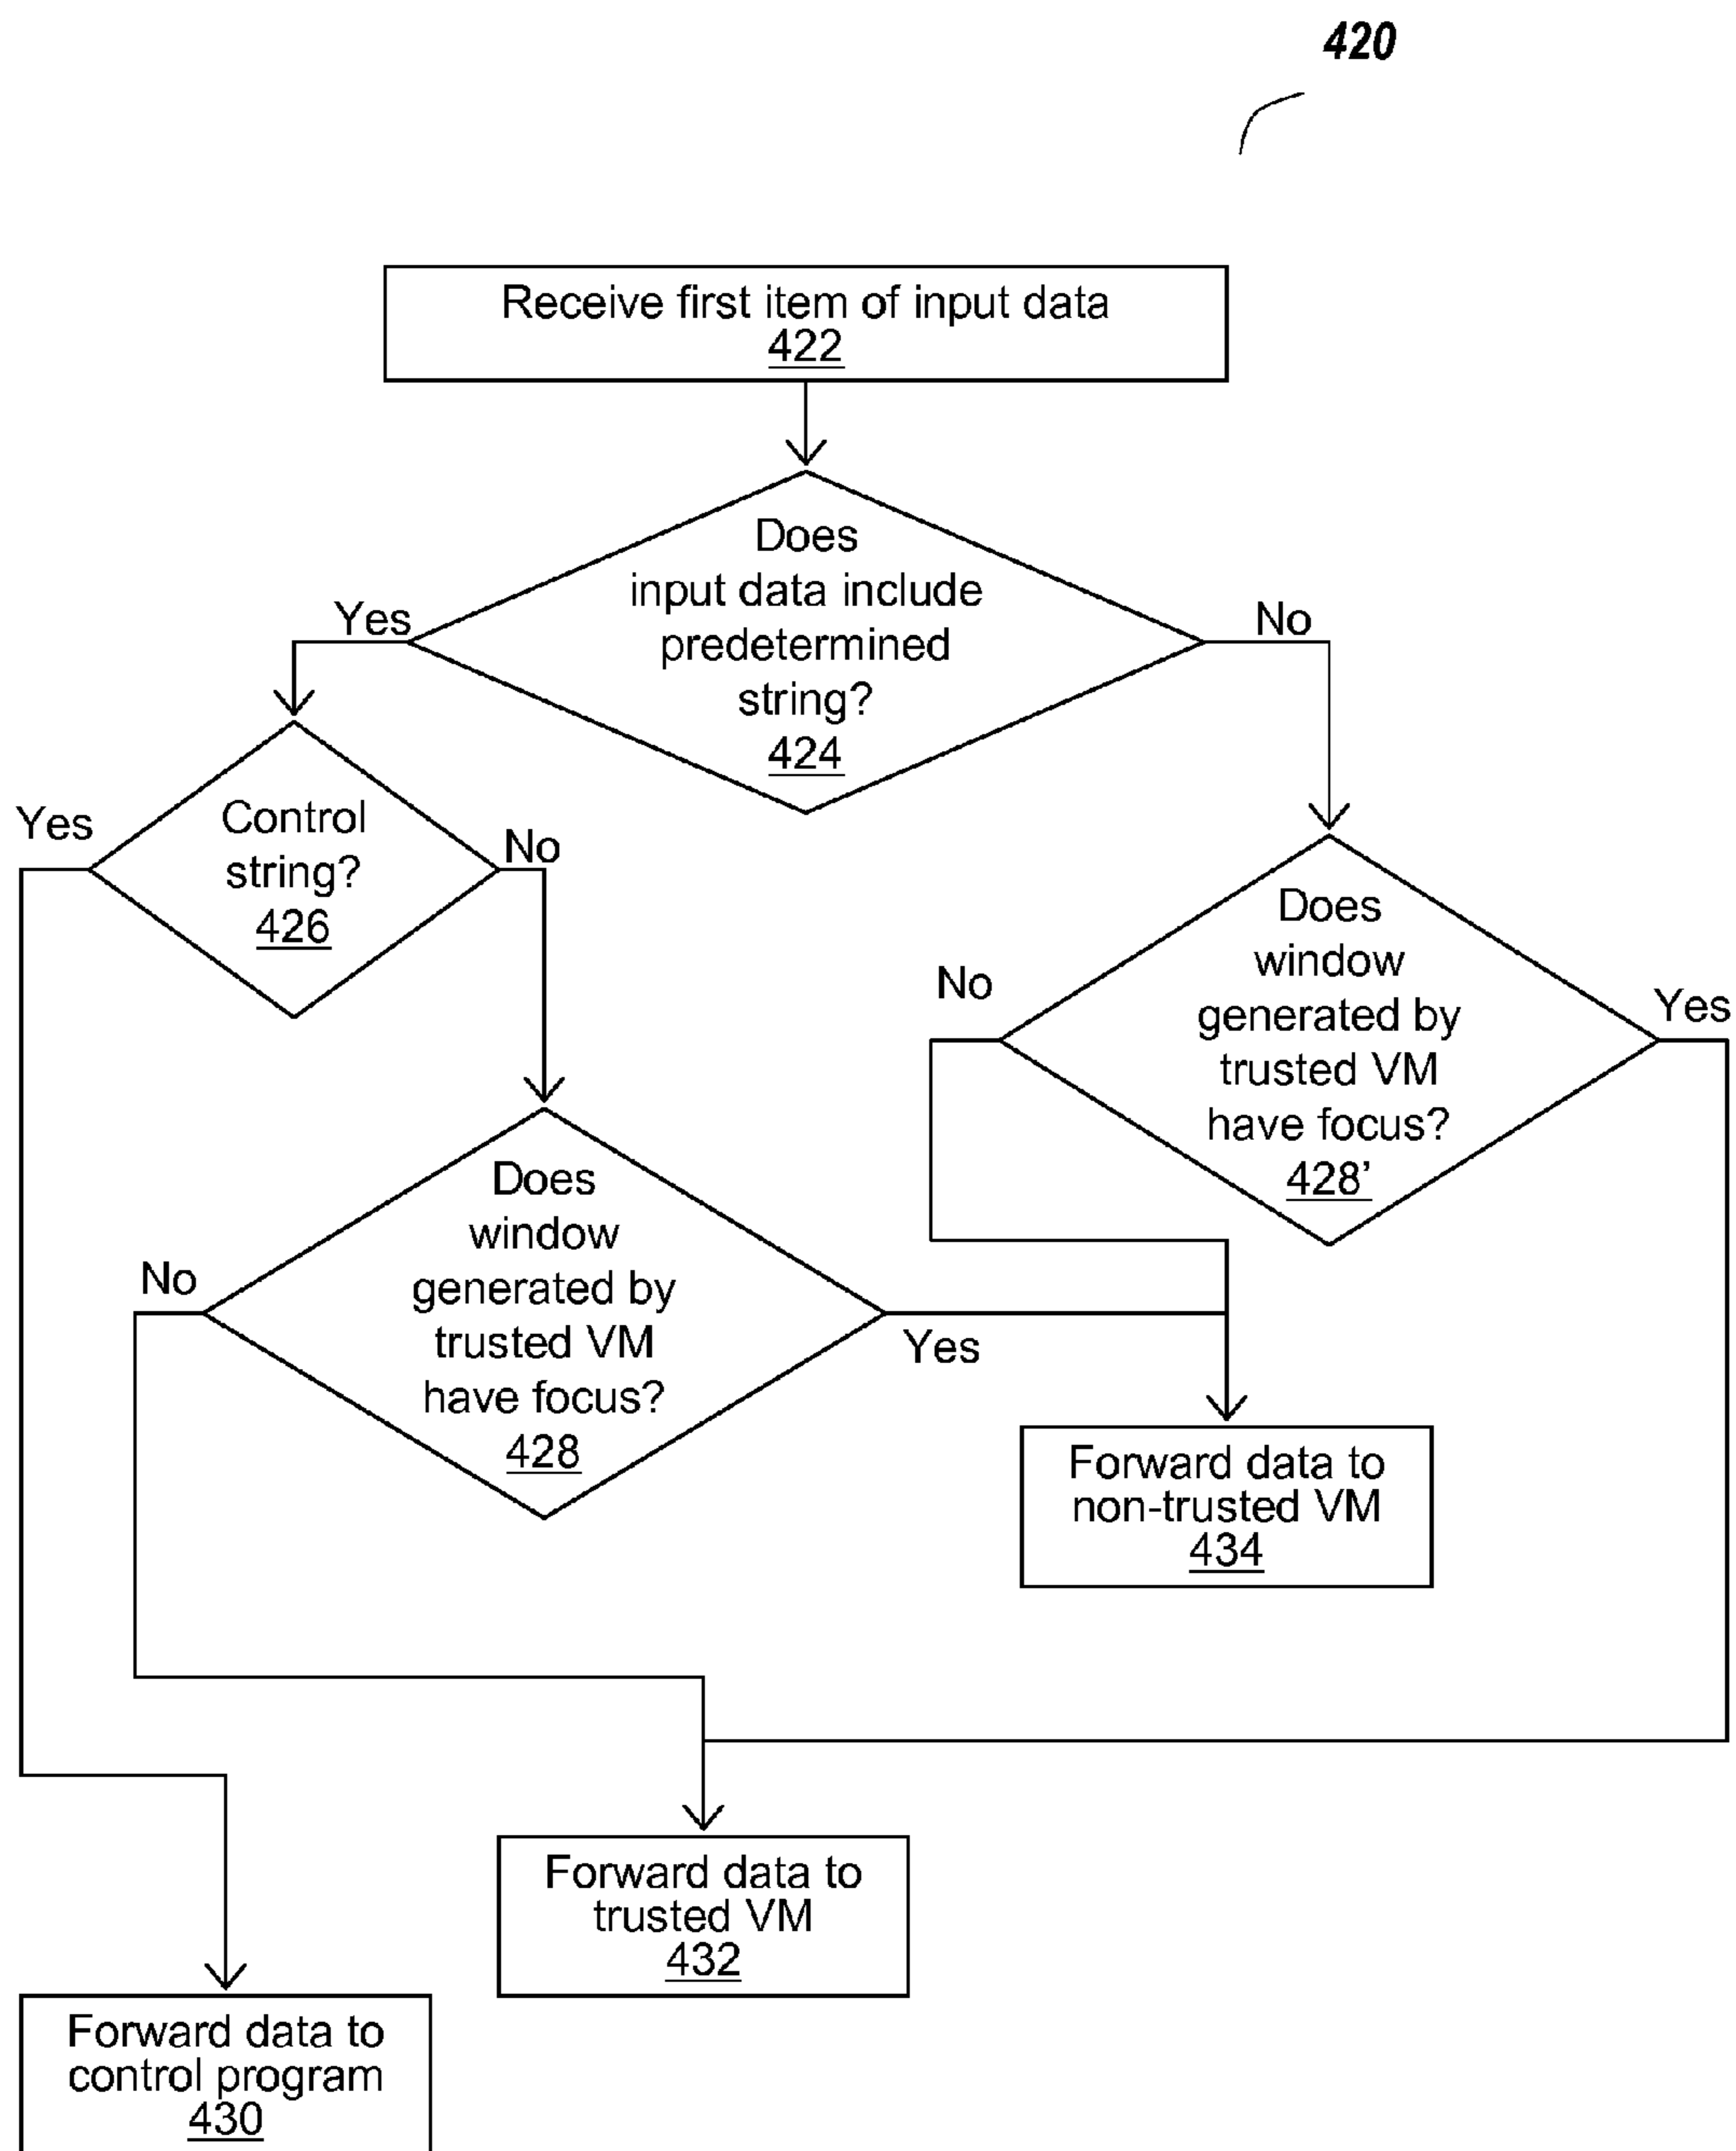 420
Receive first item of input data
422
Does
input data include
predetermined
string?
424
Yes
No
Control
string?
426
Yes
No
Does
window
generated by
trusted VM
have focus?
428’
No
Yes
Does
window
generated by
trusted VM
have focus?
428
No
Yes
Forward data to
non-trusted VM
434
Forward data to
trusted VM
432
Forward data to
control program
430